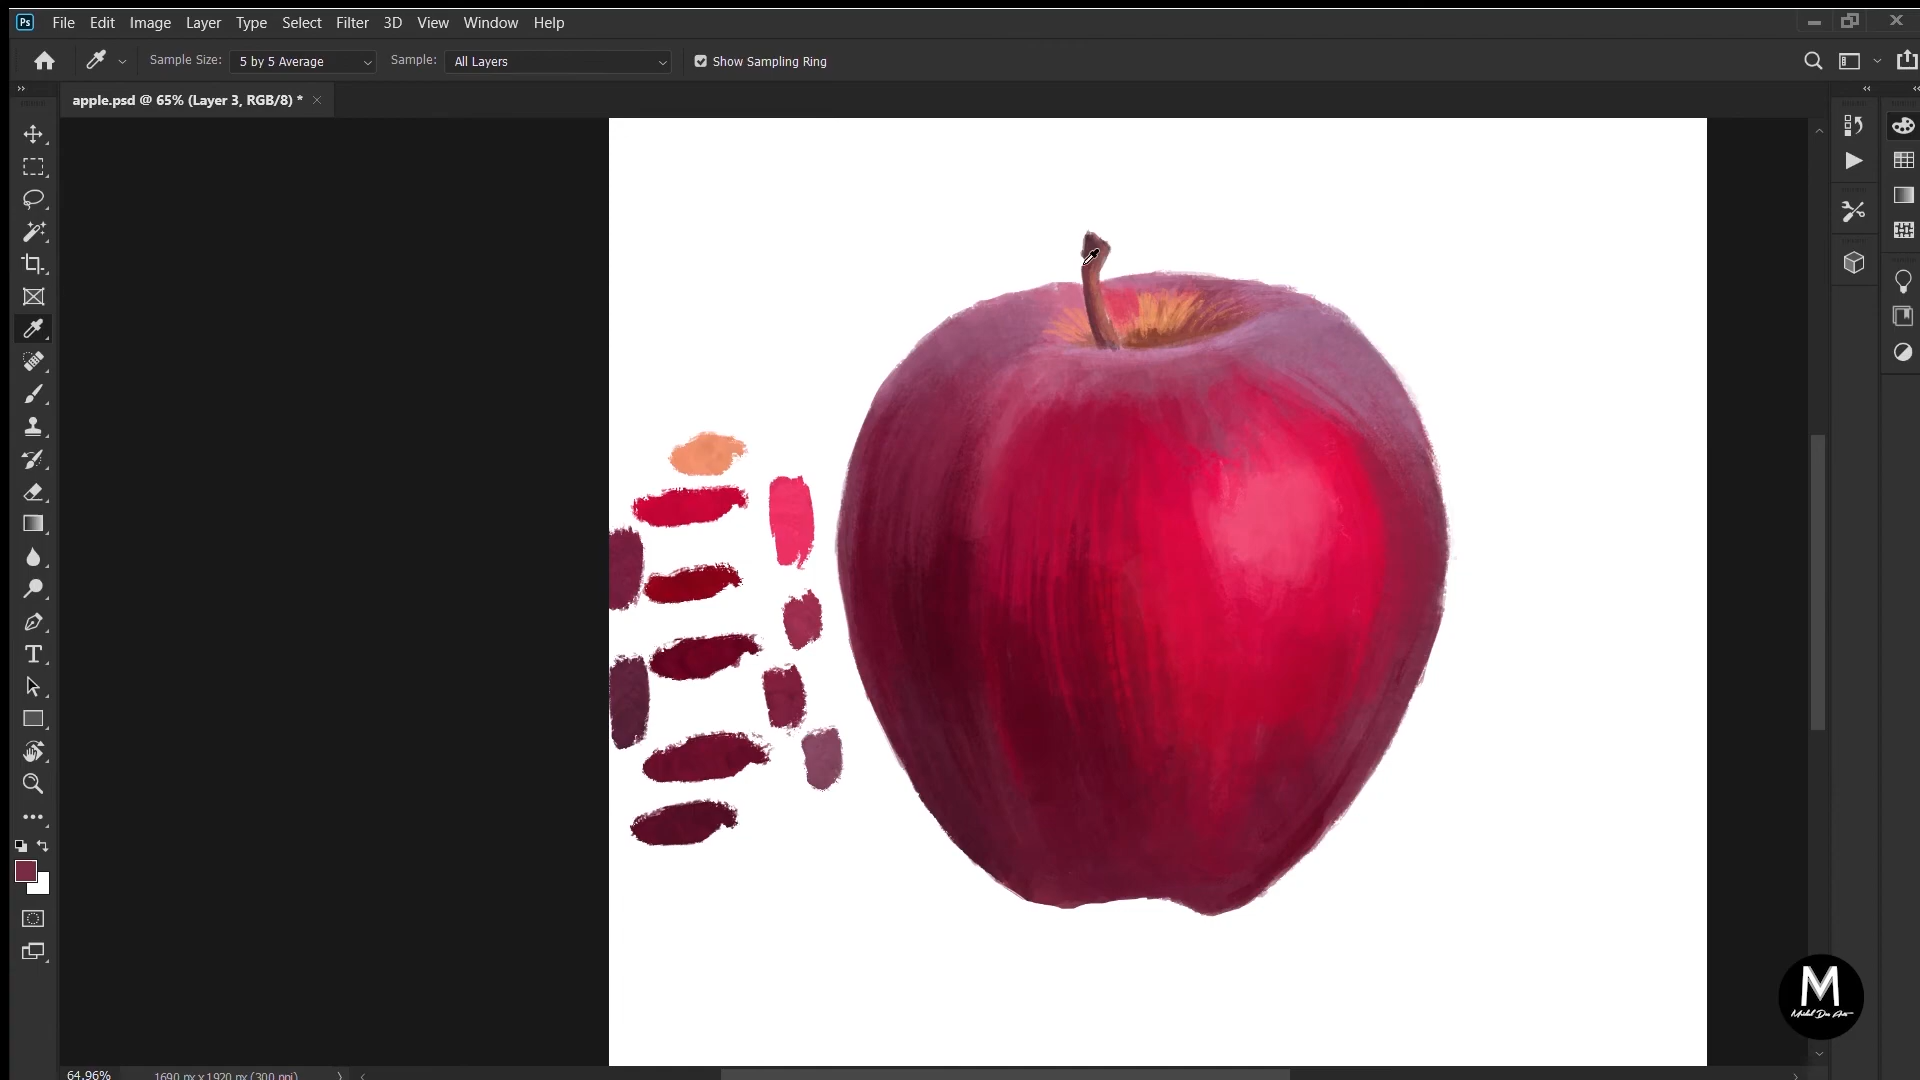 Ps File Edit Image Layer Type Select Filter 3D View Window Help
Sample Size: 5 by 5 Average Sample: All Layers Show Sampling Ring
apple.psd @ 65% (Layer 3, RGB/8) *
T
M
64.96% 1690 px x 1920 px (300 ppi)